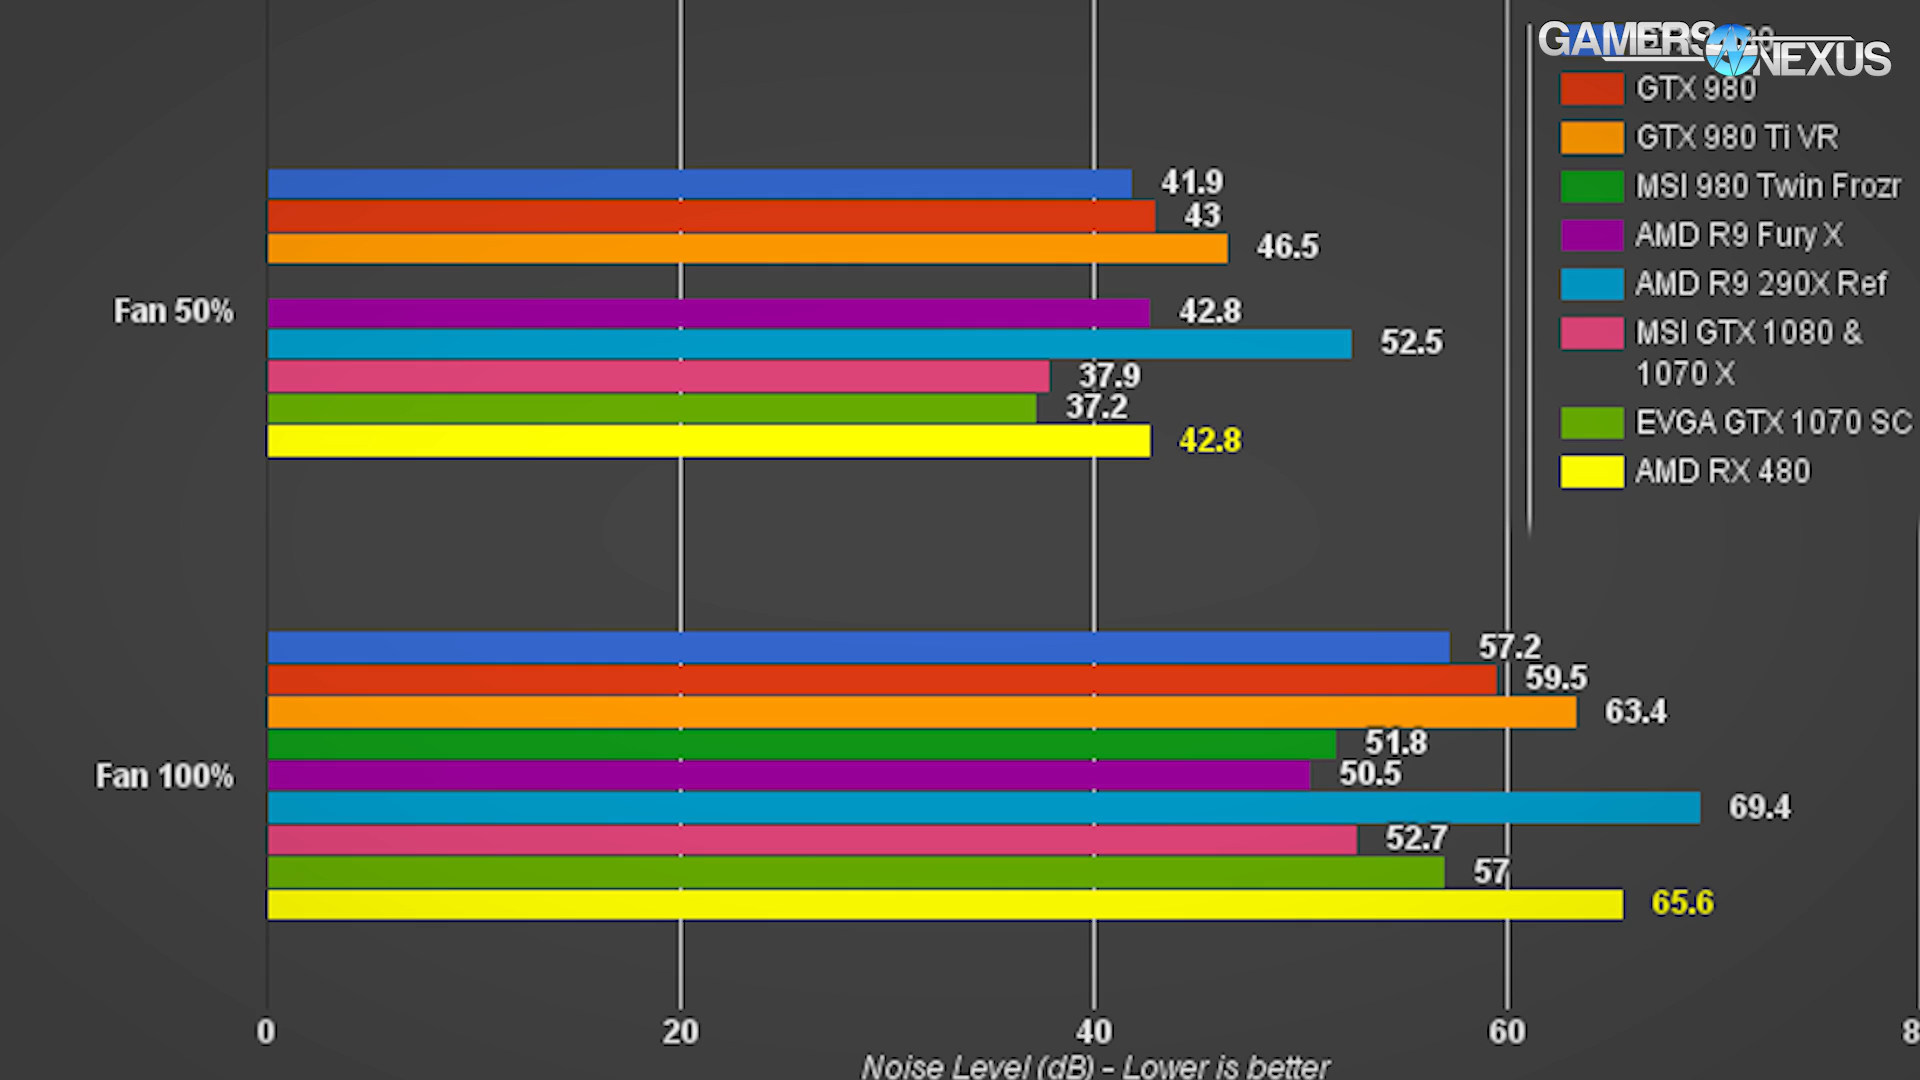 GAMERS NEXUS
GTX 980
GTX 980 Ti VR
MSI 980 Twin Frozr
AMD R9 Fury X
AMD R9 290X Ref
MSI GTX 1080 &
1070 X
EVGA GTX 1070 SC
AMD RX 480
Fan 50%
41.9
43
46.5
42.8
52.5
37.9
37.2
42.8
Fan 100%
57.2
59.5
63.4
51.8
50.5
69.4
52.7
57
65.6
0
20
40
60
Noise Level (dB) - Lower is better